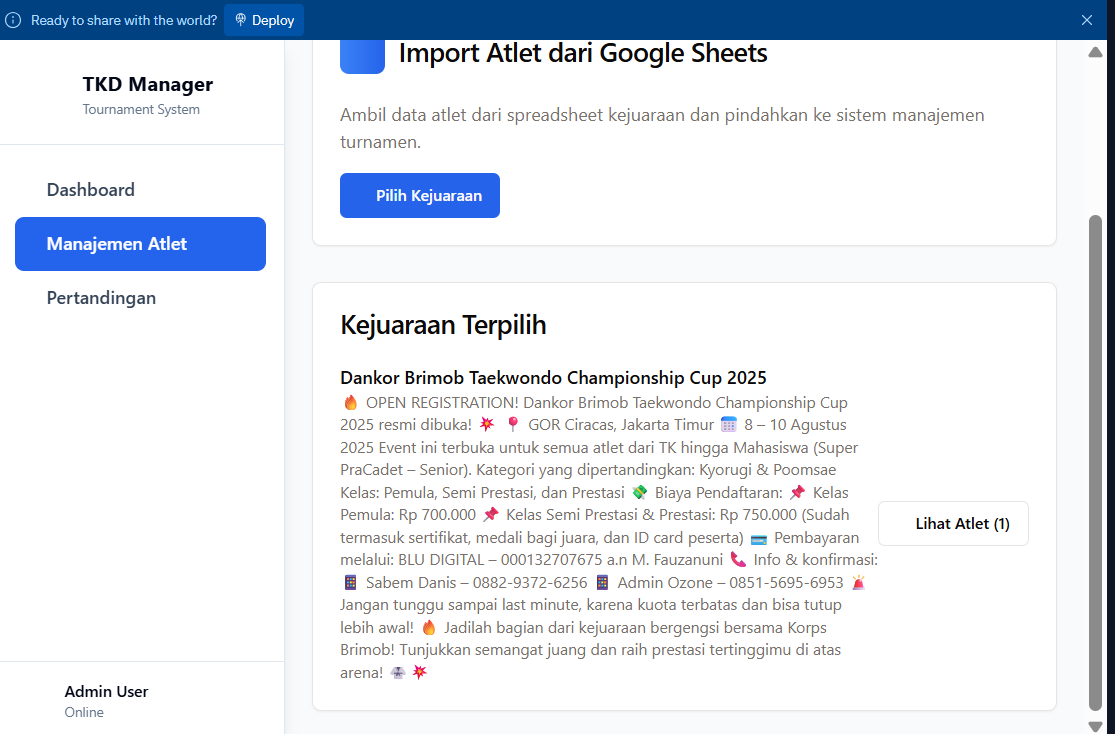 Ready to share with the world? Deploy
TKD Manager
Tournament System
Dashboard
Manajemen Atlet
Pertandingan
Admin User
Online
Import Atlet dari Google Sheets
Ambil data atlet dari spreadsheet kejuaraan dan pindahkan ke sistem manajemen
turnamen.
Pilih Kejuaraan
Kejuaraan Terpilih
Dankor Brimob Taekwondo Championship Cup 2025
🔥 OPEN REGISTRATION! Dankor Brimob Taekwondo Championship Cup
2025 resmi dibuka! 💥 📍 GOR Ciracas, Jakarta Timur 🗓️ 8 – 10 Agustus
2025 Event ini terbuka untuk semua atlet dari TK hingga Mahasiswa (Super
PraCadet – Senior). Kategori yang dipertandingkan: Kyorugi & Poomsae
Kelas: Pemula, Semi Prestasi, dan Prestasi 💸 Biaya Pendaftaran: 📌 Kelas
Pemula: Rp 700.000 📌 Kelas Semi Prestasi & Prestasi: Rp 750.000 (Sudah
termasuk sertifikat, medali bagi juara, dan ID card peserta) 💳 Pembayaran
melalui: BLU DIGITAL – 000132707675 a.n M. Fauzanuni 📞 Info & konfirmasi:
📱 Sabem Danis – 0882-9372-6256 📱 Admin Ozone – 0851-5695-6953 🚨
Jangan tunggu sampai last minute, karena kuota terbatas dan bisa tutup
lebih awal! 🔥 Jadilah bagian dari kejuaraan bergengsi bersama Korps
Brimob! Tunjukkan semangat juang dan raih prestasi tertinggimu di atas
arena! 🥋 💥
Lihat Atlet (1)